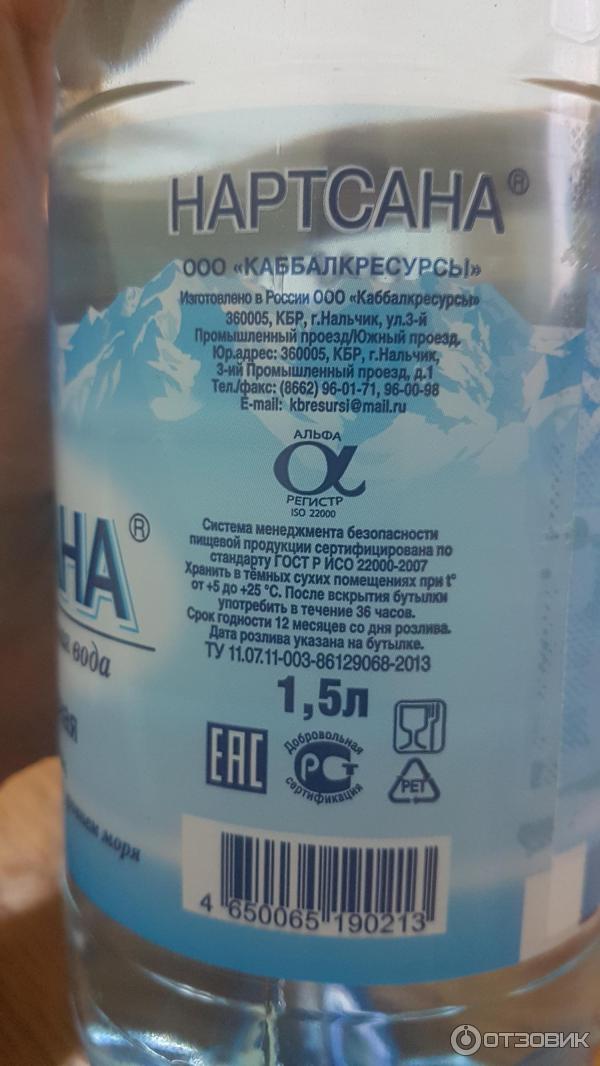 НАРТСАНА®
ООО «КАББАЛКРЕСУРСЫ»
Изготовлено в России ООО «Каббалкресурсы»
360005, КБР, г.Нальчик, ул.3-й
Промышленный проезд/Южный проезд.
Юр.адрес: 360005, КБР, г.Нальчик,
3-ий Промышленный проезд, д.1
Тел./факс: (8662) 96-01-71, 96-00-98
E-mail: kbresursi@mail.ru
АЛЬФА
РЕГИСТР
ISO 22000
Система менеджмента безопасности
пищевой продукции сертифицирована по
стандарту ГОСТ Р ИСО 22000-2007
Хранить в тёмных сухих помещениях при t°
от +5 до +25 °С. После вскрытия бутылки
употребить в течение 36 часов.
Срок годности 12 месяцев со дня розлива.
Дата розлива указана на бутылке.
ТУ 11.07.11-003-86129068-2013
1,5л
EAC
Добровольная
РСТ
сертификация
PET
4 650065 190213
АНА®
вода
ная
моря
ОТЗОВИК